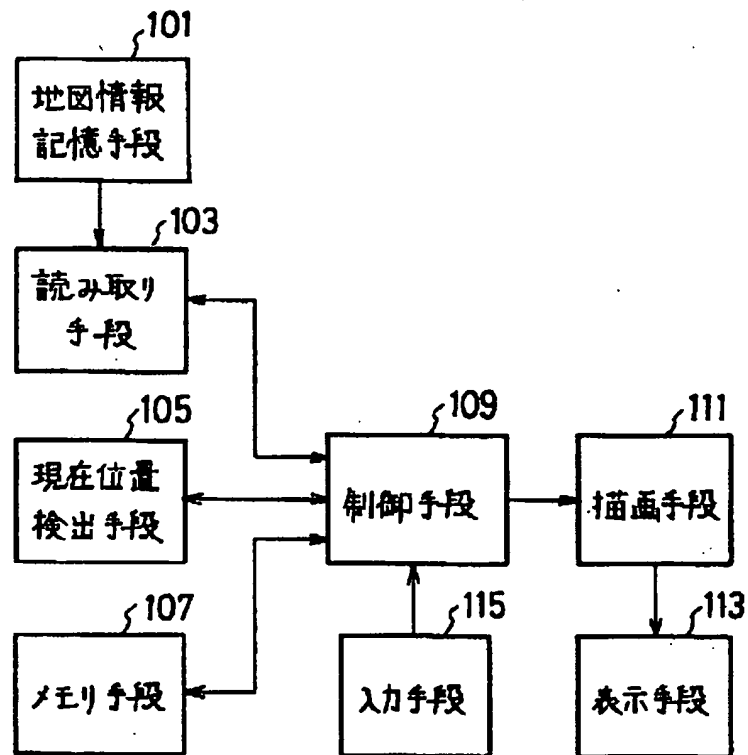 101
地図情報
記憶手段
103
読み取り
手段
105
現在位置
検出手段
107
メモリ手段
109
制御手段
111
描画手段
115
入力手段
113
表示手段